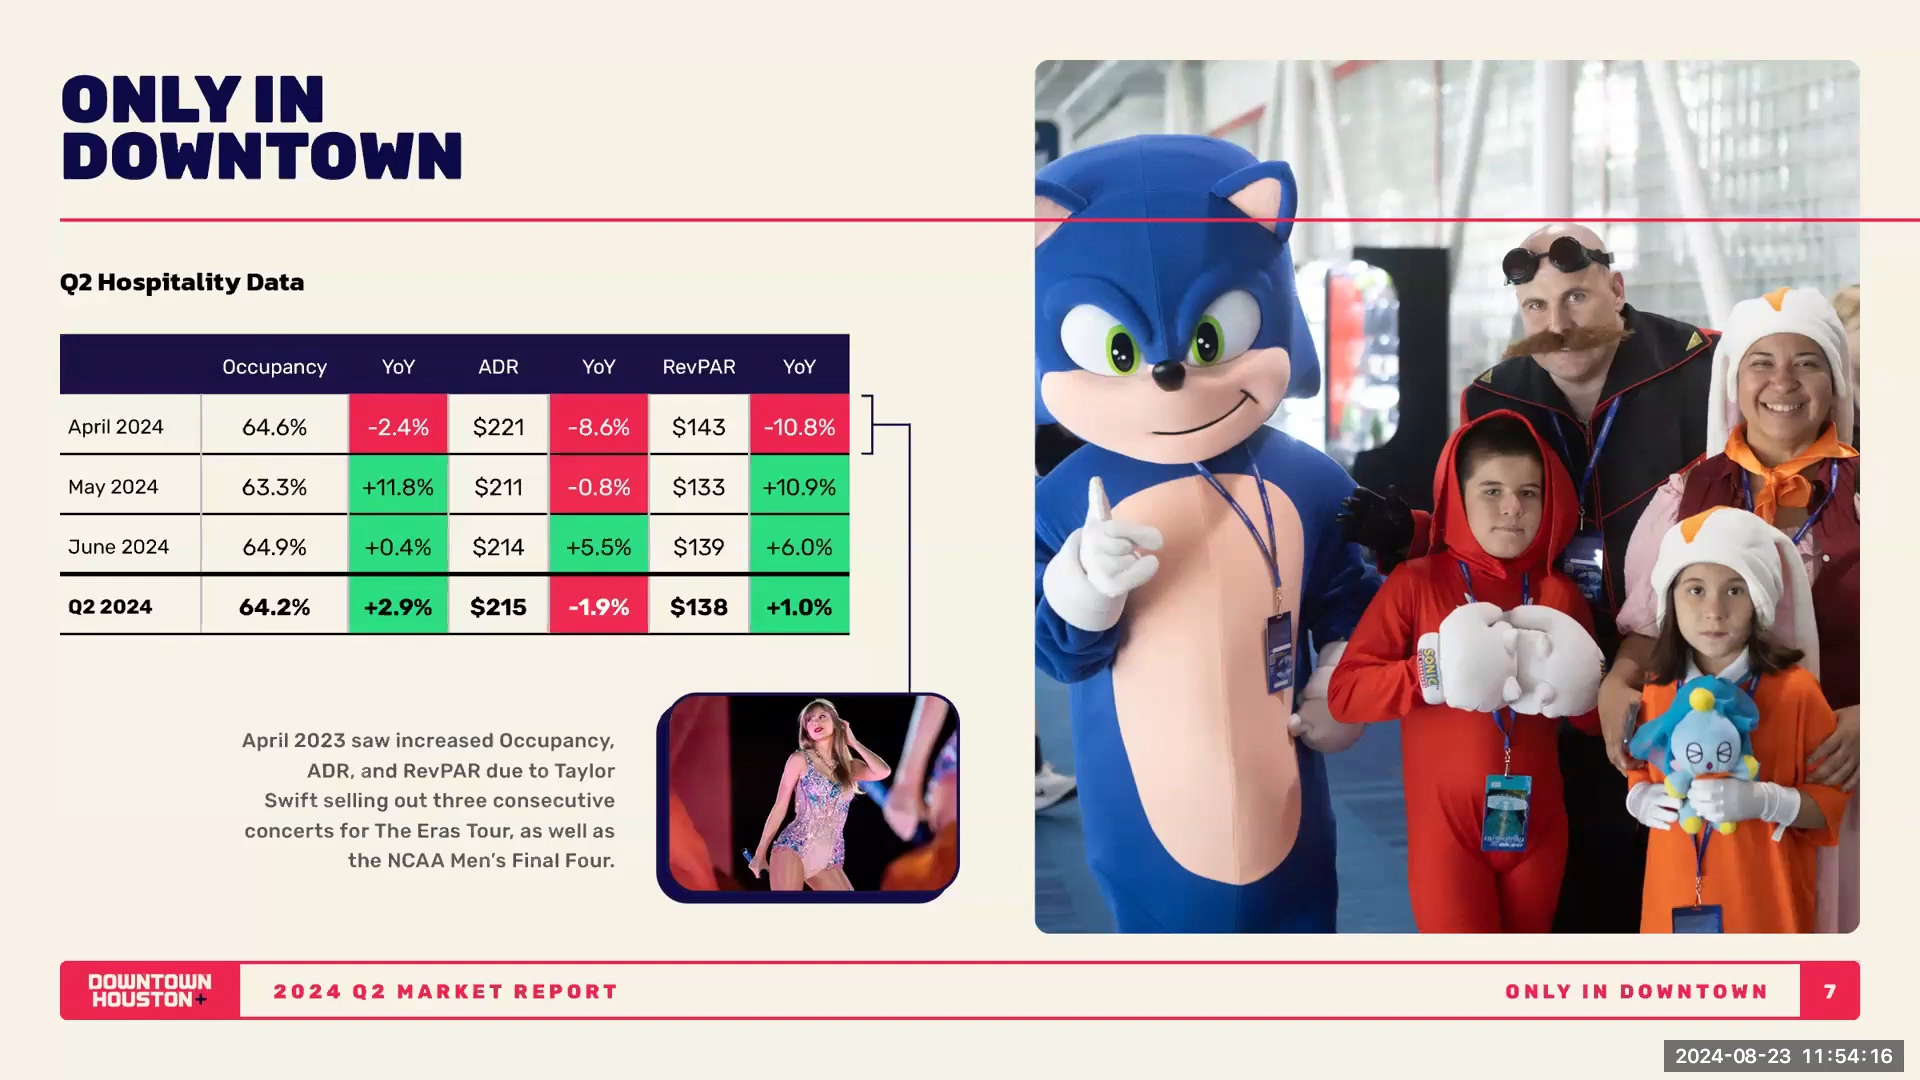 ONLY IN
DOWNTOWN
Q2 Hospitality Data
Occupancy YoY ADR YoY RevPAR YoY
April 2024 64.6% -2.4% $221 -8.6% $143 -10.8%
May 2024 63.3% +11.8% $211 -0.8% $133 +10.9%
June 2024 64.9% +0.4% $214 +5.5% $139 +6.0%
Q2 2024 64.2% +2.9% $215 -1.9% $138 +1.0%
April 2023 saw increased Occupancy,
ADR, and RevPAR due to Taylor
Swift selling out three consecutive
concerts for The Eras Tour, as well as
the NCAA Men’s Final Four.
SONIC
DOWNTOWN
HOUSTON+
2024 Q2 MARKET REPORT
ONLY IN DOWNTOWN
7
2024-08-23 11:54:16